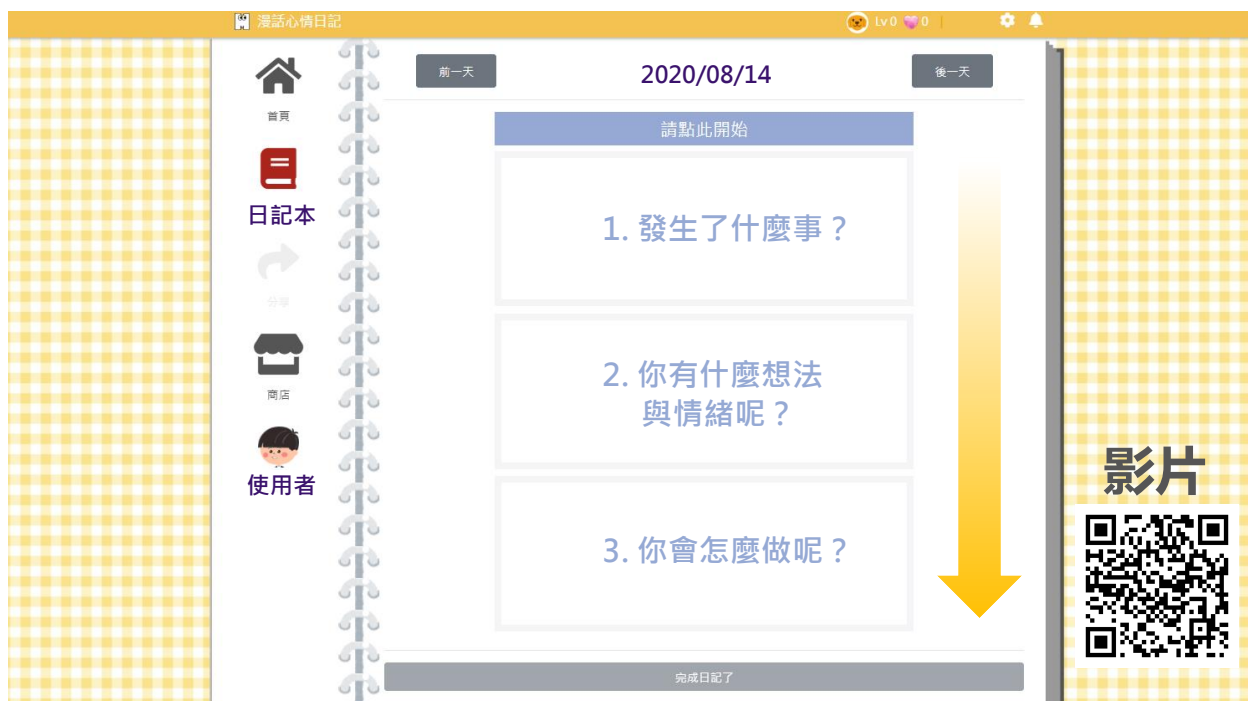 漫話心情日記
Lv0 0
首頁
日記本
分享
商店
使用者
前一天
2020/08/14
後一天
請點此開始
1. 發生了什麼事？
2. 你有什麼想法
與情緒呢？
3. 你會怎麼做呢？
完成日記了
影片